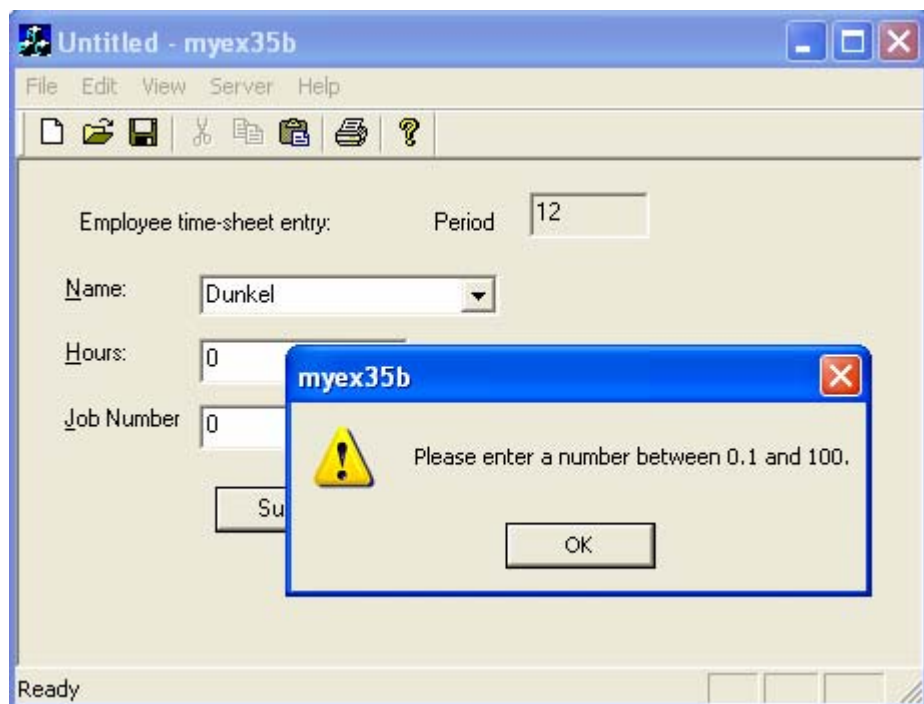 Untitled - myex35b
File Edit View Server Help
Employee time-sheet entry: Period 12
Name: Dunkel
Hours: 0
Job Number 0
myex35b
Please enter a number between 0.1 and 100.
OK
Ready